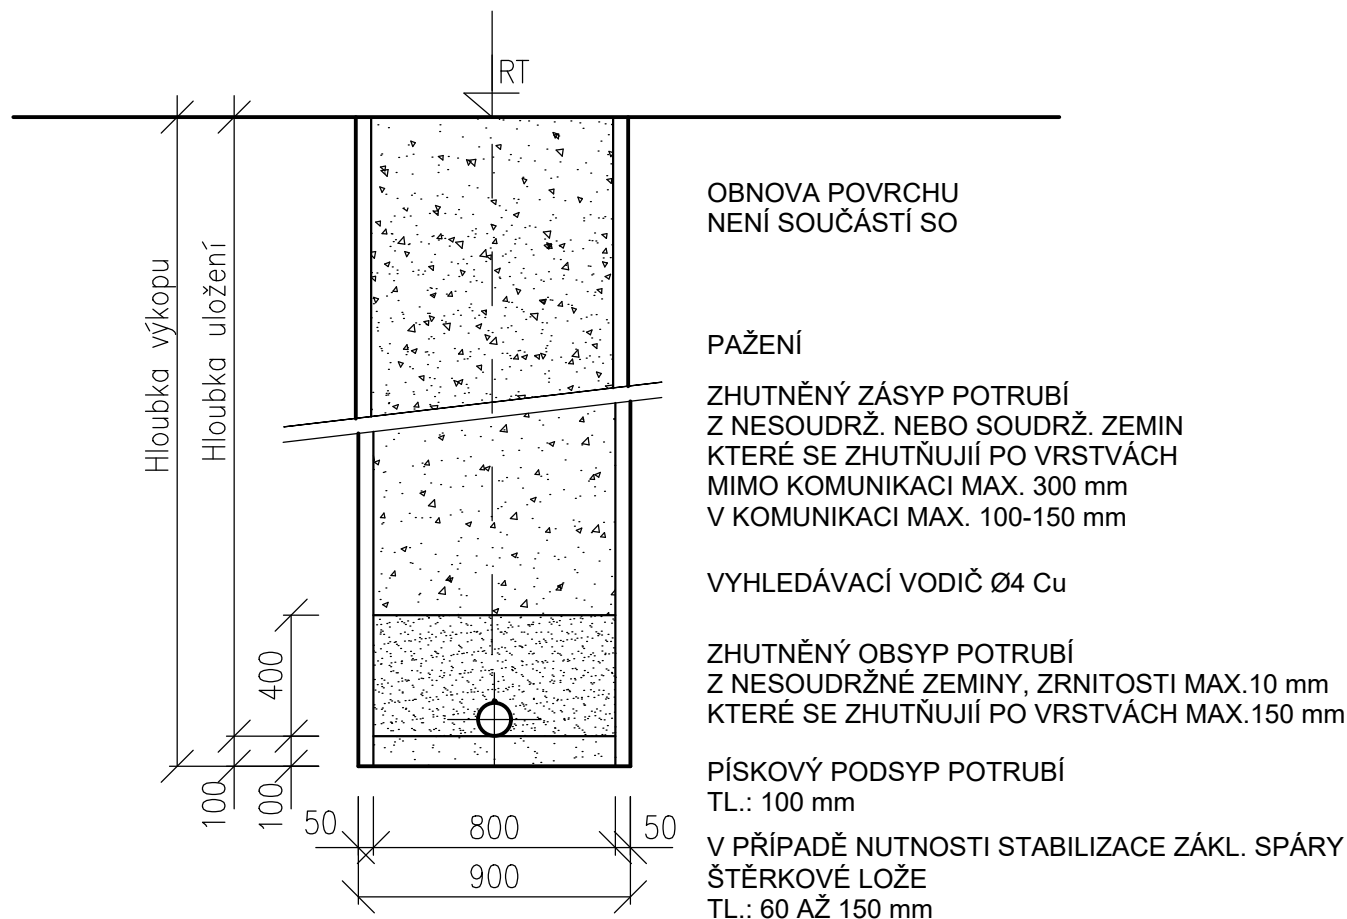 RT
OBNOVA POVRCHU
NENÍ SOUČÁSTÍ SO
Hloubka výkopu
Hloubka uložení
PAŽENÍ
ZHUTNĚNÝ ZÁSYP POTRUBÍ
Z NESOUDRŽ. NEBO SOUDRŽ. ZEMIN
KTERÉ SE ZHUTŇUJIÍ PO VRSTVÁCH
MIMO KOMUNIKACI MAX. 300 mm
V KOMUNIKACI MAX. 100-150 mm
VYHLEDÁVACÍ VODIČ Ø4 Cu
400
ZHUTNĚNÝ OBSYP POTRUBÍ
Z NESOUDRŽNÉ ZEMINY, ZRNITOSTI MAX.10 mm
KTERÉ SE ZHUTŇUJIÍ PO VRSTVÁCH MAX.150 mm
100
100
PÍSKOVÝ PODSYP POTRUBÍ
TL.: 100 mm
50
800
50
900
V PŘÍPADĚ NUTNOSTI STABILIZACE ZÁKL. SPÁRY
ŠTĚRKOVÉ LOŽE
TL.: 60 AŽ 150 mm